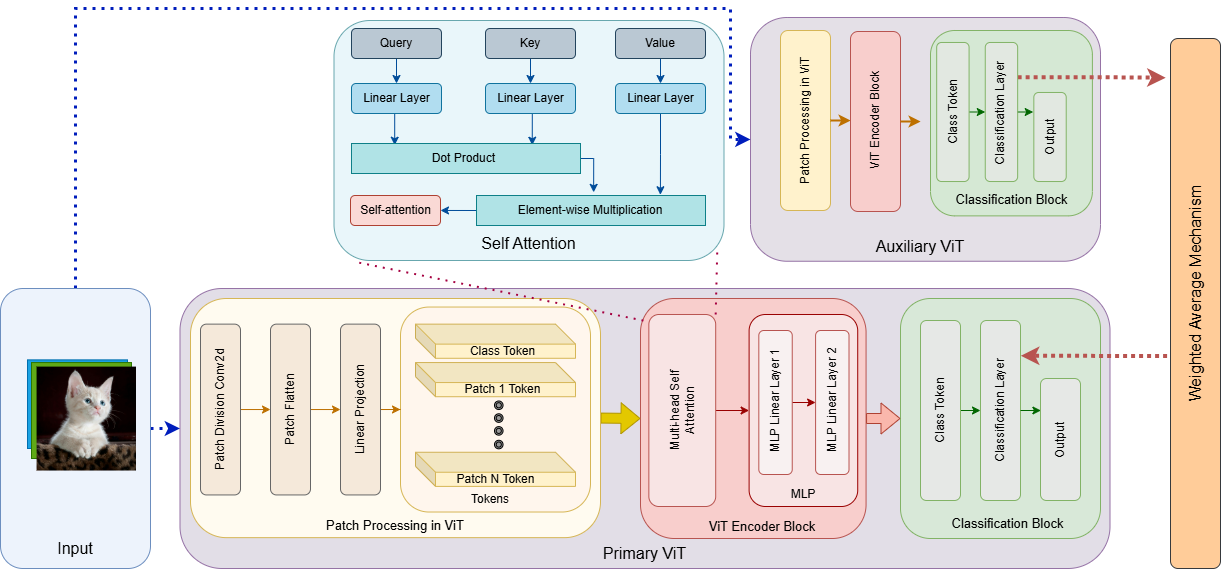 Query
Key
Value
Linear Layer
Linear Layer
Linear Layer
Dot Product
Self-attention
Element-wise Multiplication
Self Attention
Patch Processing in ViT
ViT Encoder Block
Class Token
Classification Layer
Output
Classification Block
Auxiliary ViT
Weighted Average Mechanism
Input
Patch Division Conv2d
Patch Flatten
Linear Projection
Class Token
Patch 1 Token
Patch N Token
Tokens
Patch Processing in ViT
Multi-head Self
Attention
MLP Linear Layer 1
MLP Linear Layer 2
MLP
ViT Encoder Block
Class Token
Classification Layer
Output
Classification Block
Primary ViT